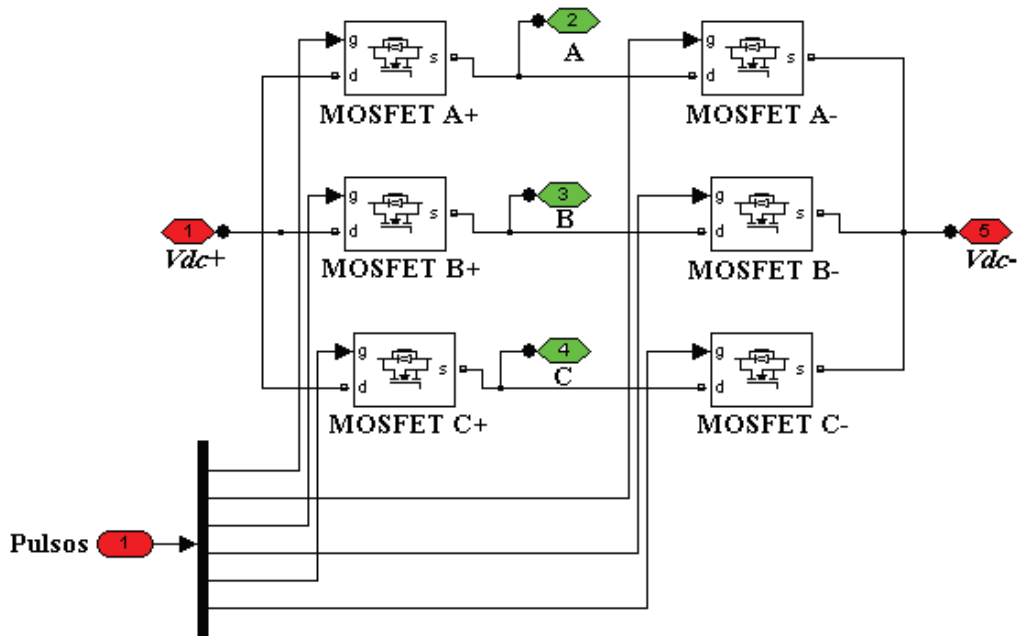 2
A
g
d
s
MOSFET A+
g
d
s
MOSFET A-
3
B
g
d
s
MOSFET B+
g
d
s
MOSFET B-
1
Vdc+
5
Vdc-
4
C
g
d
s
MOSFET C+
g
d
s
MOSFET C-
Pulsos 1